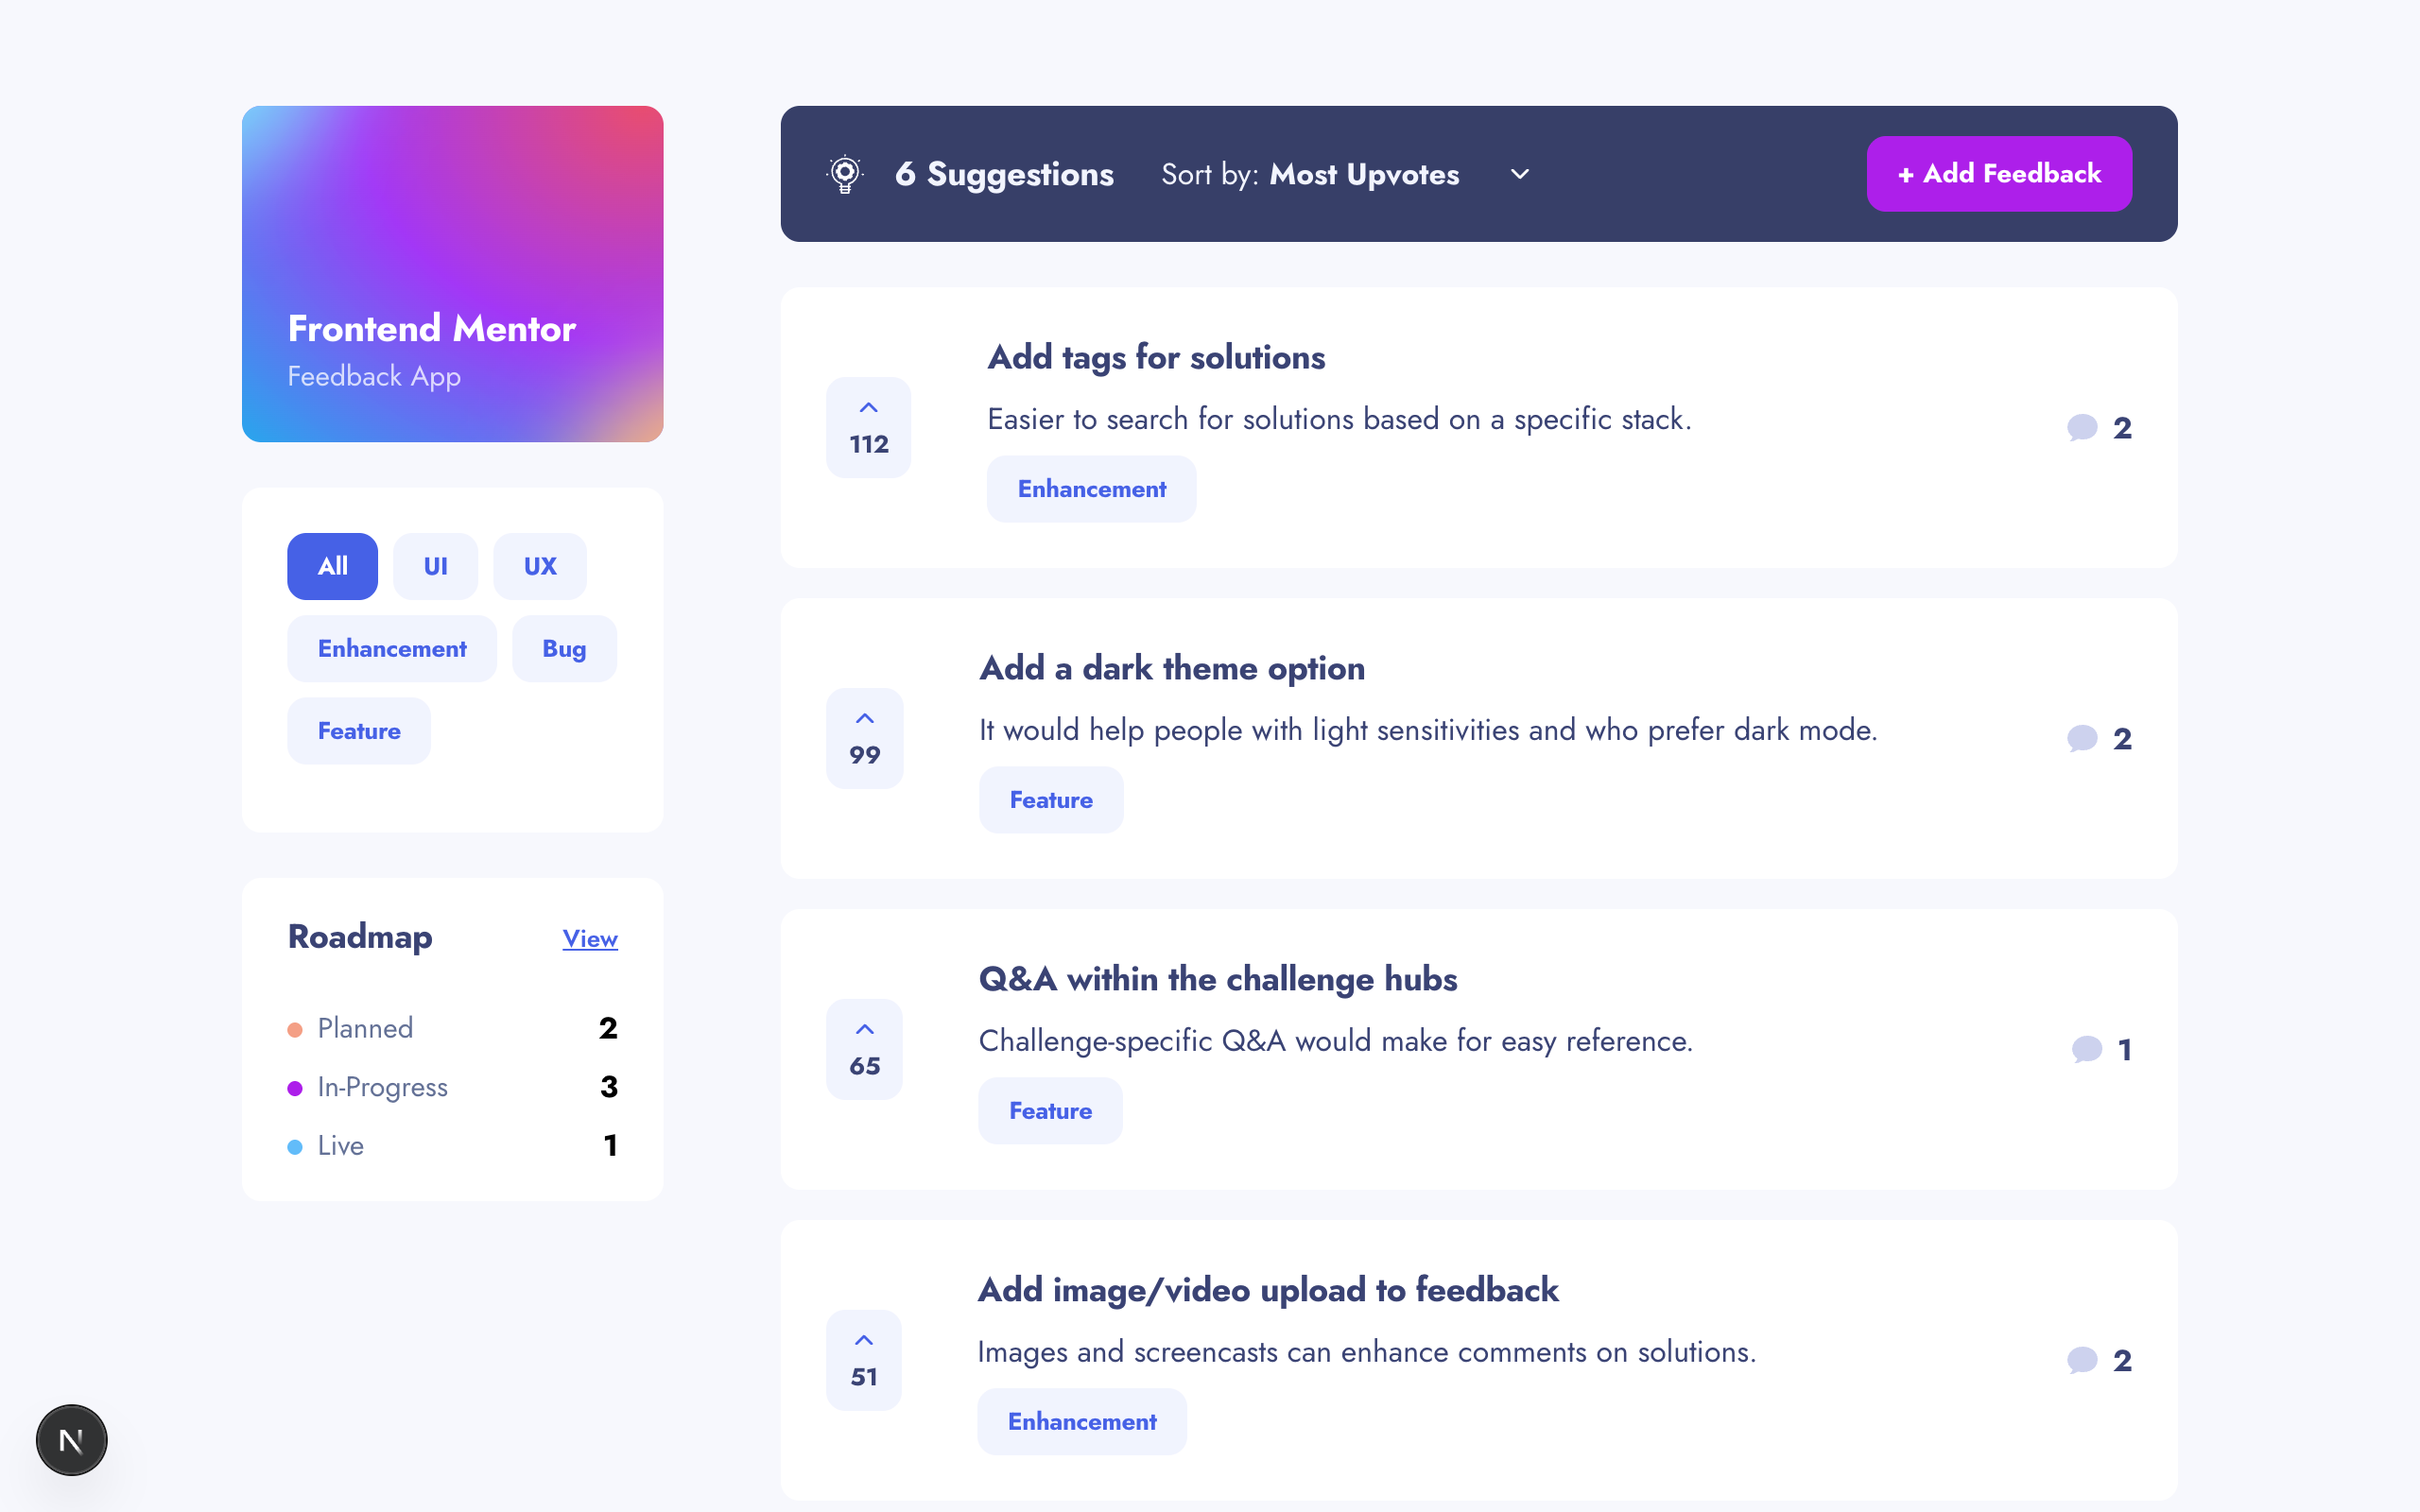 Frontend Mentor
Feedback App
All
UI
UX
Enhancement
Bug
Feature
Roadmap
View
Planned 2
In-Progress 3
Live 1
6 Suggestions
Sort by: Most Upvotes
+ Add Feedback
112
Add tags for solutions
Easier to search for solutions based on a specific stack.
Enhancement
2
99
Add a dark theme option
It would help people with light sensitivities and who prefer dark mode.
Feature
2
65
Q&A within the challenge hubs
Challenge-specific Q&A would make for easy reference.
Feature
1
51
Add image/video upload to feedback
Images and screencasts can enhance comments on solutions.
Enhancement
2
N